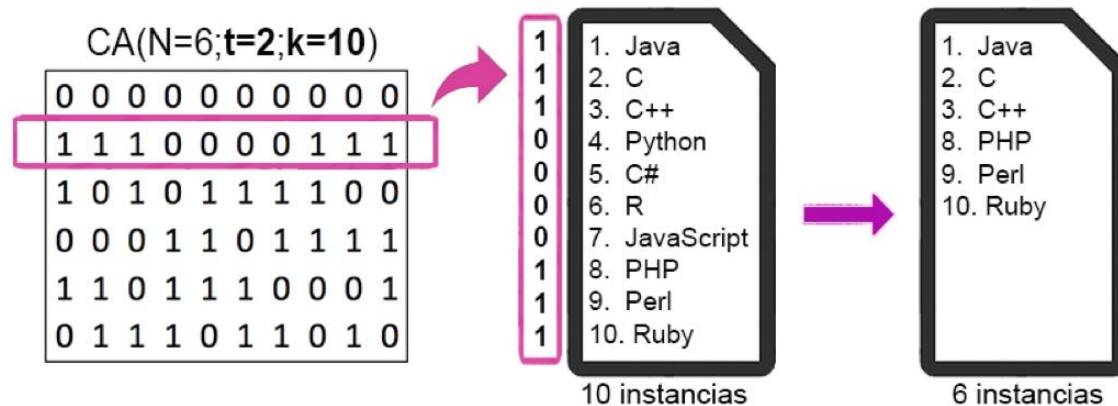 CA(N=6;t=2;k=10)
0 0 0 0 0 0 0 0 0 0
1 1 1 0 0 0 0 1 1 1
1 0 1 0 1 1 1 1 0 0
0 0 0 1 1 0 1 1 1 1
1 1 0 1 1 1 0 0 0 1
0 1 1 1 0 1 1 0 1 0
1
1
1
0
0
0
0
1
1
1
1. Java
2. C
3. C++
4. Python
5. C#
6. R
7. JavaScript
8. PHP
9. Perl
10. Ruby
10 instancias
1. Java
2. C
3. C++
8. PHP
9. Perl
10. Ruby
6 instancias